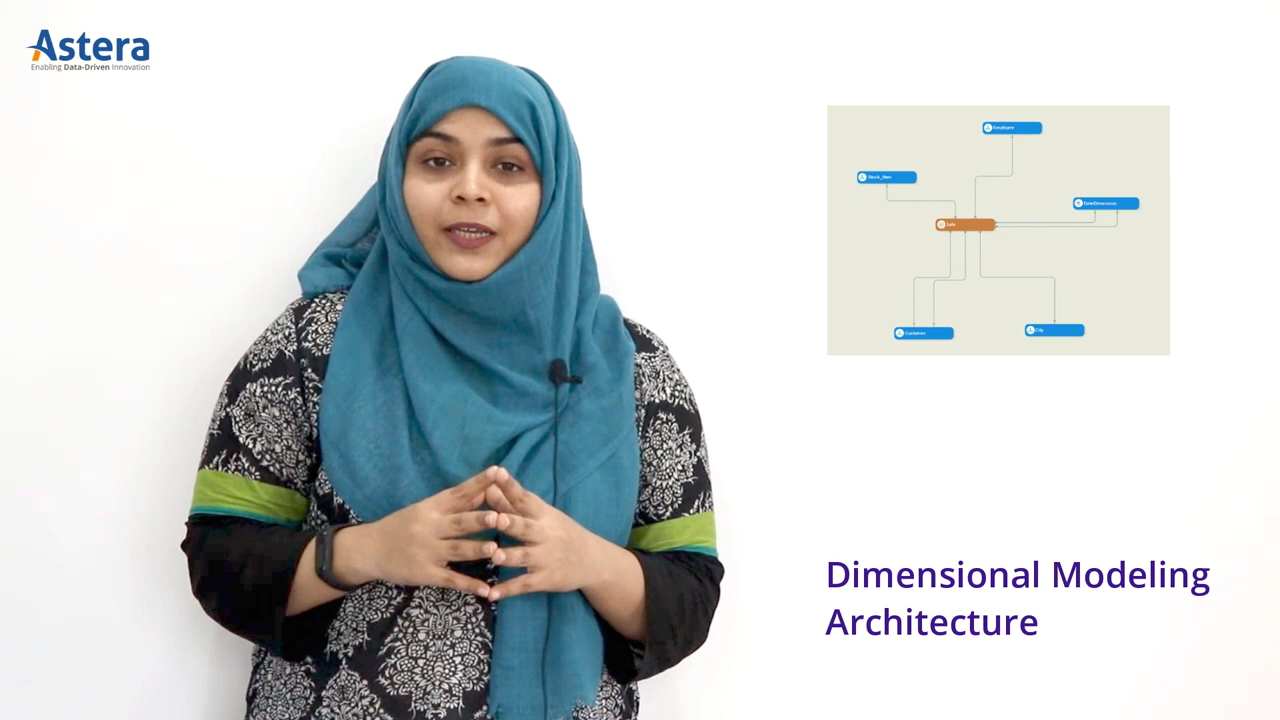 Astera
Enabling Data-Driven Innovation
Employee
Stock_Item
DateDimension
Sale
Customer
City
Dimensional Modeling
Architecture